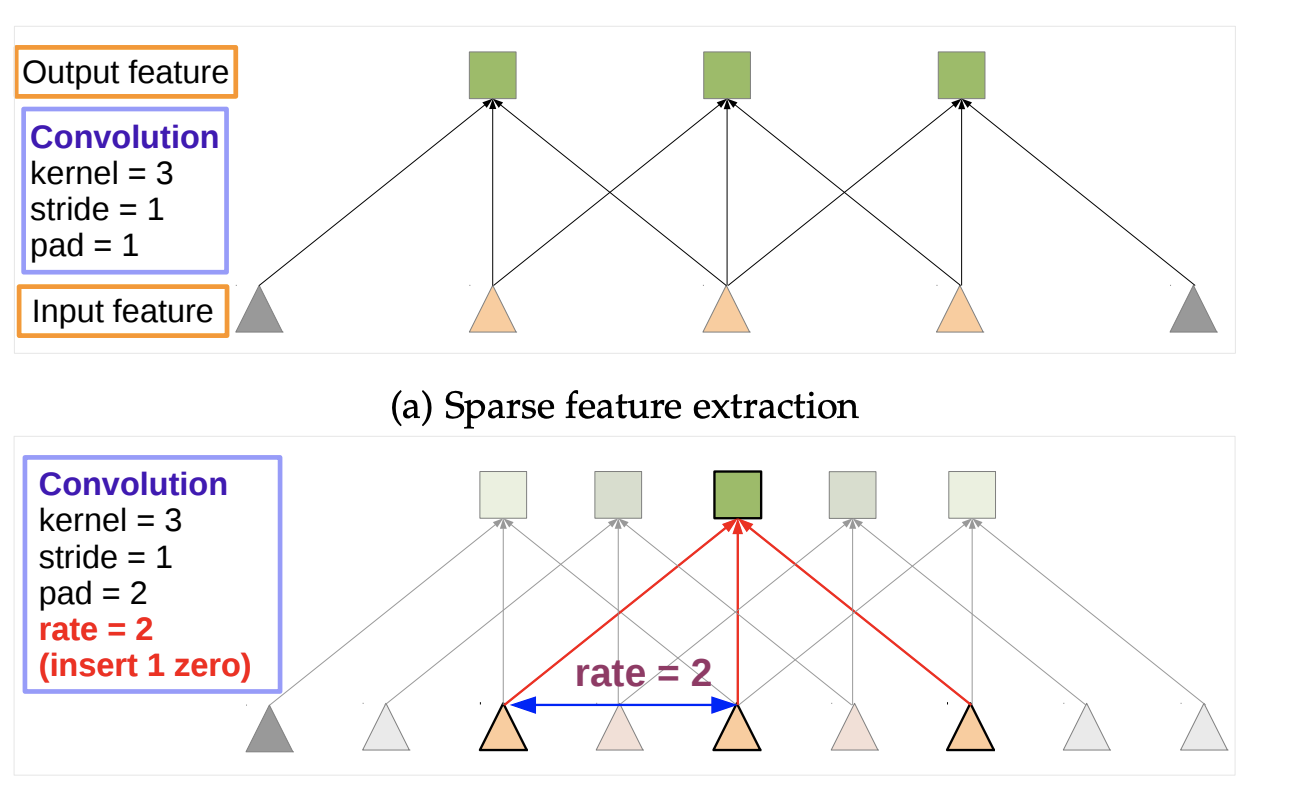 Output feature
Convolution
kernel = 3
stride = 1
pad = 1
Input feature
(a) Sparse feature extraction
Convolution
kernel = 3
stride = 1
pad = 2
rate = 2
(insert 1 zero)
rate = 2